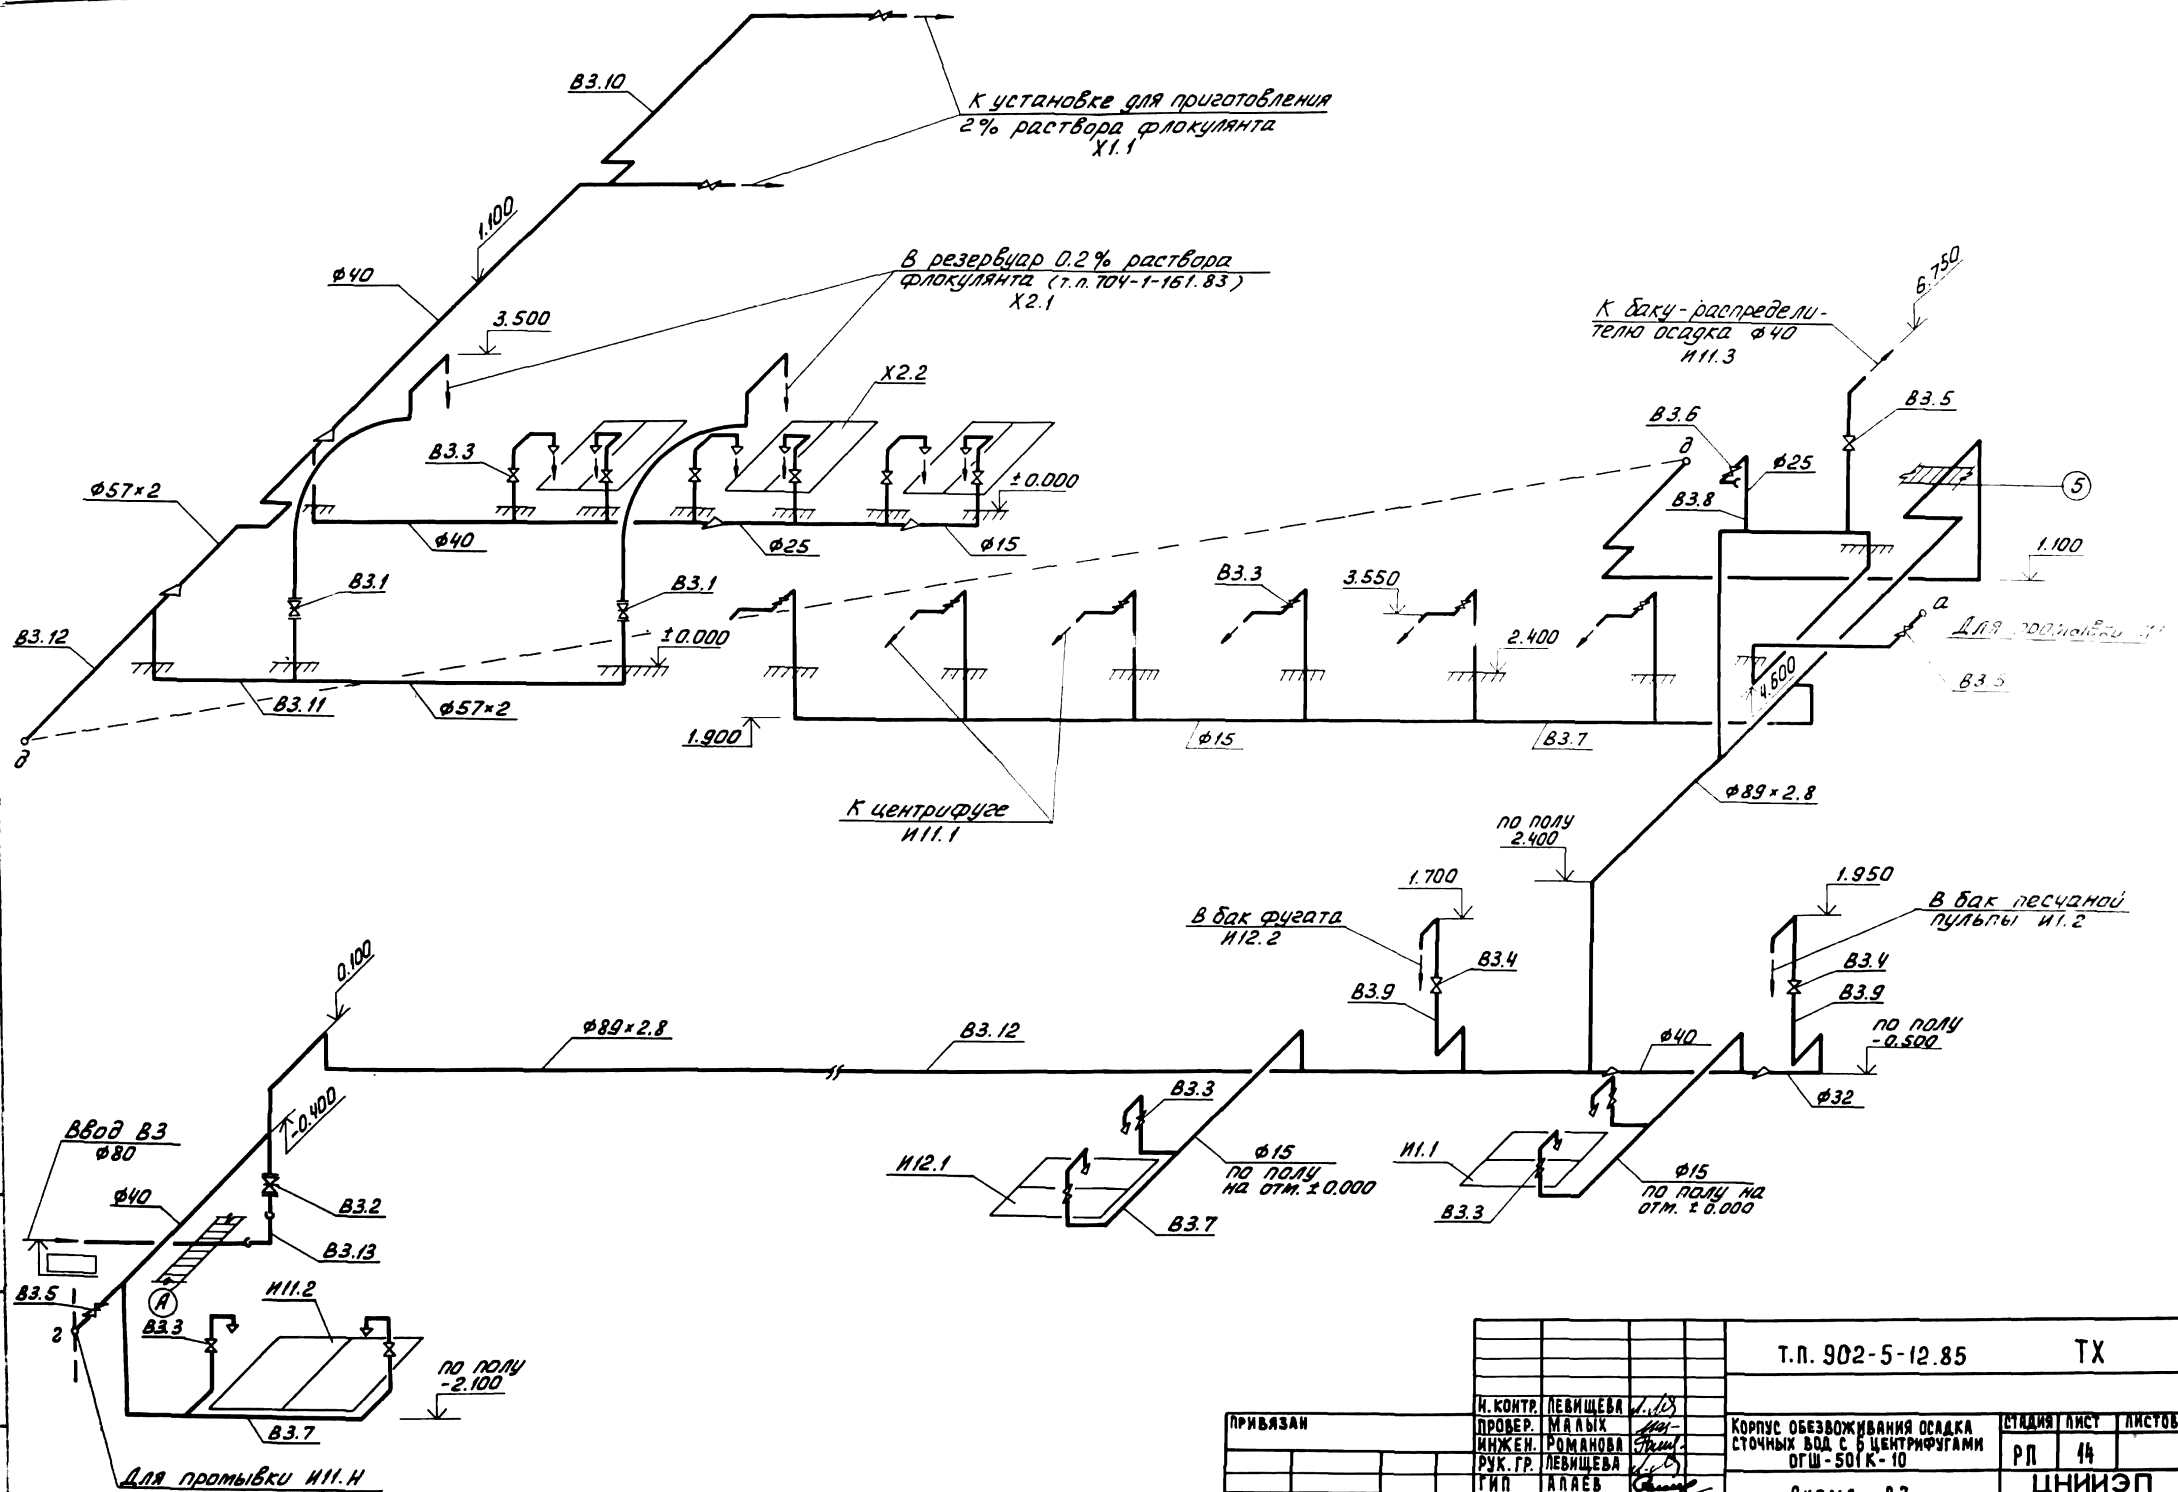 В3.10
К установке для приготовления
2% раствора флокулянта
Х1.1
1.100
ф40
В резервуар 0.2% раствора
флокулянта (т.п. 704-1-161.83)
Х2.1
3.500
Х2.2
6.750
К баку-распредели-
телю осадка ф40
И11.3
В3.5
В3.6
д
ф25
В3.8
5
В3.3
±0.000
ф57×2
ф40
ф25
ф15
1.100
В3.1
В3.1
В3.3
3.550
а
Для промывки
В3.12
±0.000
2.400
4.600
В3.5
В3.11
ф57×2
д
1.900
ф15
В3.7
К центрифуге
И11.1
ф89×2.8
по полу
2.400
1.700
1.950
В бак фугата
И12.2
В бак песчаной
пульпы И1.2
В3.4
В3.4
В3.9
В3.9
0.100
ф89×2.8
В3.12
ф40
по полу
-0.500
ф32
-0.400
Ввод В3
ф80
В3.3
И12.1
ф15
по полу
на отм. ±0.000
И1.1
ф15
по полу на
отм. ±0.000
ф40
В3.2
В3.7
В3.3
В3.13
В3.5
А
И11.2
г
В3.3
по полу
-2.100
В3.7
Для промывки И11.Н
Т.П. 902-5-12.85 ТХ
ПРИВЯЗАН
Н.КОНТР. ЛЕВИЩЕВА
ПРОВЕР. МАЛЫХ
ИНЖЕН. РОМАНОВА
РУК. ГР. ЛЕВИЩЕВА
ГИП АЛАЕВ
КОРПУС ОБЕЗВОЖИВАНИЯ ОСАДКА
СТОЧНЫХ ВОД С 6 ЦЕНТРИФУГАМИ
ОГШ-501К-10
СТАДИЯ ЛИСТ ЛИСТОВ
РП 14
ЦНИИЭП